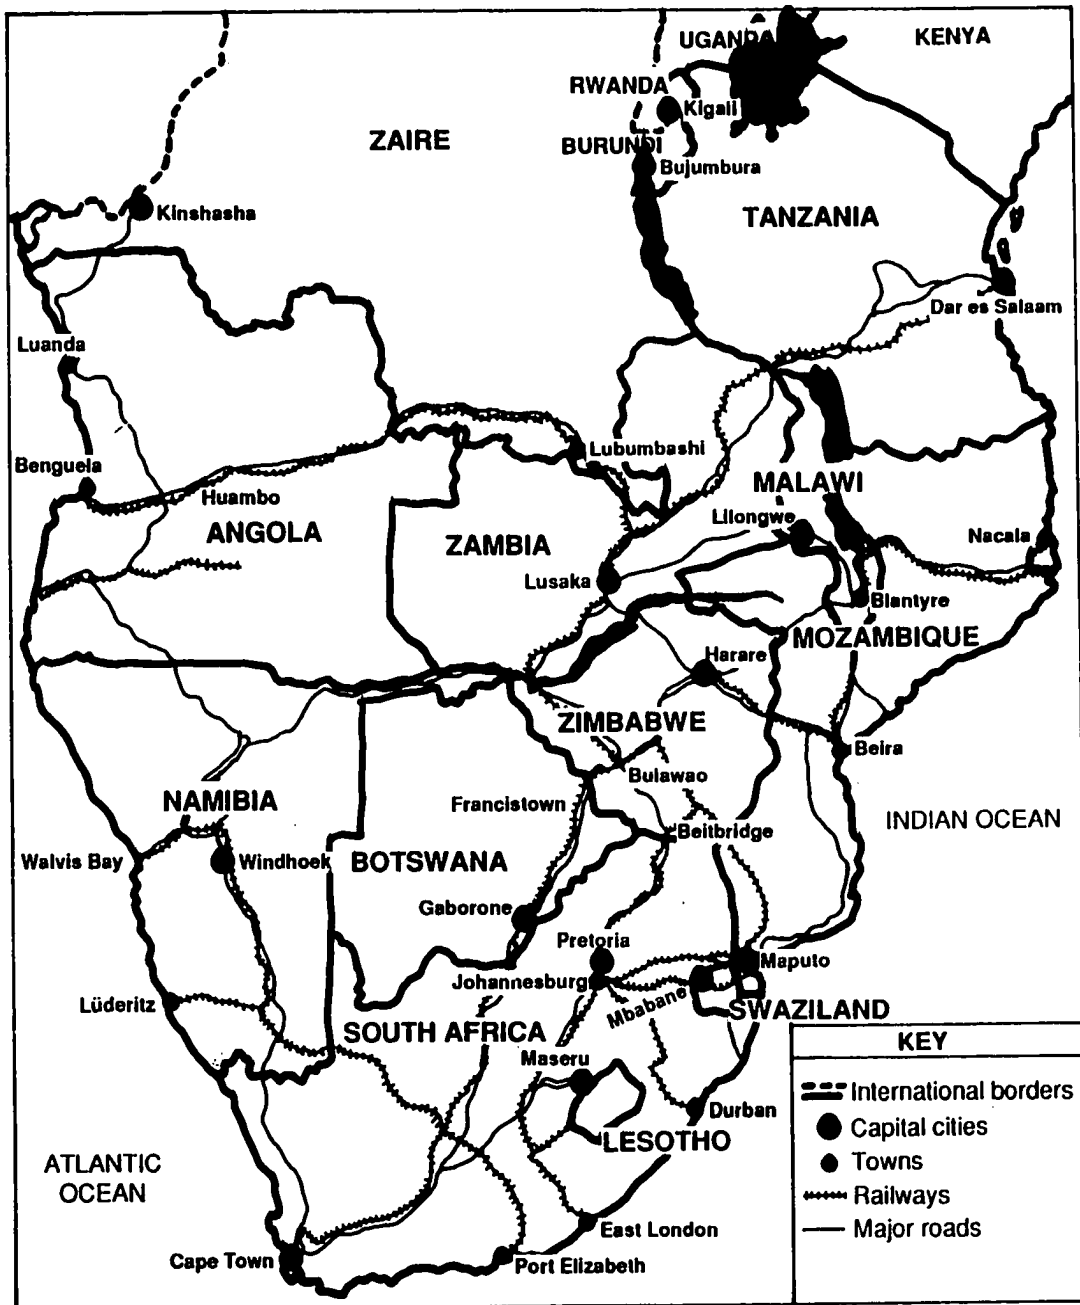 UGANDA
KENYA
RWANDA
Kigali
ZAIRE
BURUNDI
Bujumbura
Kinshasha
TANZANIA
Dar es Salaam
Luanda
Benguela
Lubumbashi
Huambo
MALAWI
ANGOLA
ZAMBIA
Lilongwe
Nacala
Lusaka
Blantyre
MOZAMBIQUE
Harare
ZIMBABWE
Beira
Bulawao
Francistown
NAMIBIA
INDIAN OCEAN
Beitbridge
Walvis Bay
Windhoek
BOTSWANA
Gaborone
Pretoria
Maputo
Johannesburg
Mbabane
Lüderitz
SWAZILAND
SOUTH AFRICA
Maseru
Durban
LESOTHO
ATLANTIC
OCEAN
East London
Cape Town
Port Elizabeth
KEY
International borders
Capital cities
Towns
Railways
Major roads